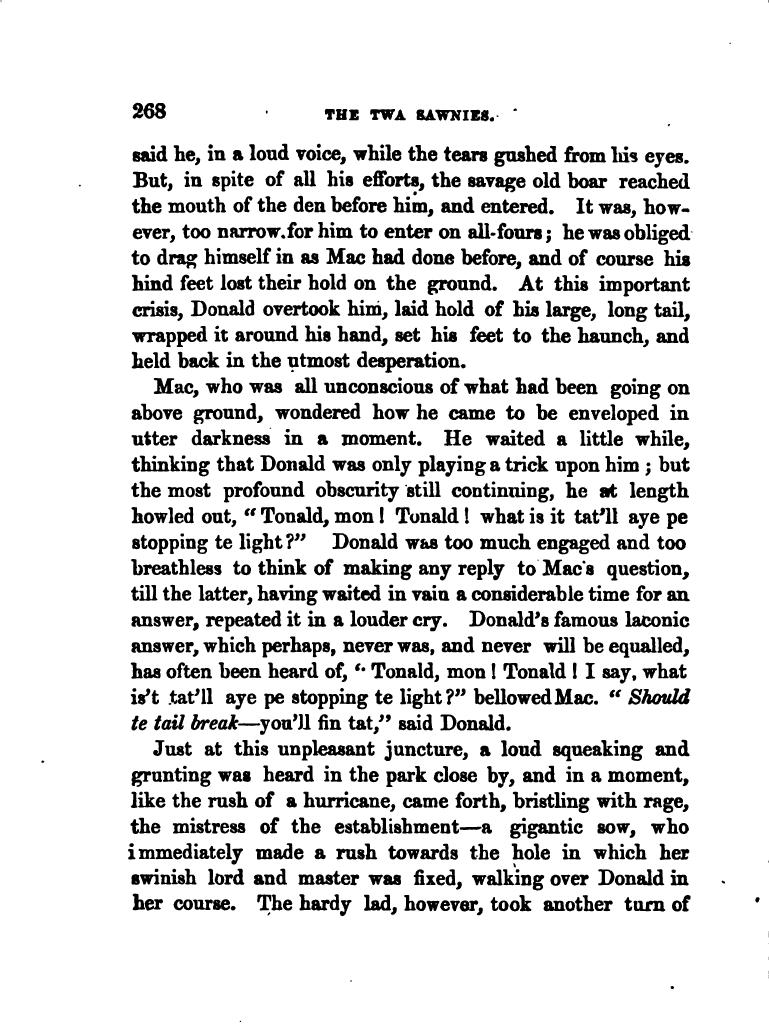 268 THE TWA SAWNIES.
said he, in a loud voice, while the tears gushed from his eyes.
But, in spite of all his efforts, the savage old boar reached
the mouth of the den before him, and entered. It was, how-
ever, too narrow.for him to enter on all-fours; he was obliged
to drag himself in as Mac had done before, and of course his
hind feet lost their hold on the ground. At this important
crisis, Donald overtook him, laid hold of his large, long tail,
wrapped it around his hand, set his feet to the haunch, and
held back in the utmost desperation.
Mac, who was all unconscious of what had been going on
above ground, wondered how he came to be enveloped in
utter darkness in a moment. He waited a little while,
thinking that Donald was only playing a trick upon him; but
the most profound obscurity still continuing, he at length
howled out, "Tonald, mon! Tonald! what is it tat'll aye pe
stopping te light?" Donald was too much engaged and too
breathless to think of making any reply to Mac's question,
till the latter, having waited in vain a considerable time for an
answer, repeated it in a louder cry. Donald's famous laconic
answer, which perhaps, never was, and never will be equalled,
has often been heard of, "Tonald, mon! Tonald! I say, what
is't tat'll aye pe stopping te light?" bellowed Mac. "Should
te tail break—you'll fin tat," said Donald.
Just at this unpleasant juncture, a loud squeaking and
grunting was heard in the park close by, and in a moment,
like the rush of a hurricane, came forth, bristling with rage,
the mistress of the establishment—a gigantic sow, who
immediately made a rush towards the hole in which her
swinish lord and master was fixed, walking over Donald in
her course. The hardy lad, however, took another turn of